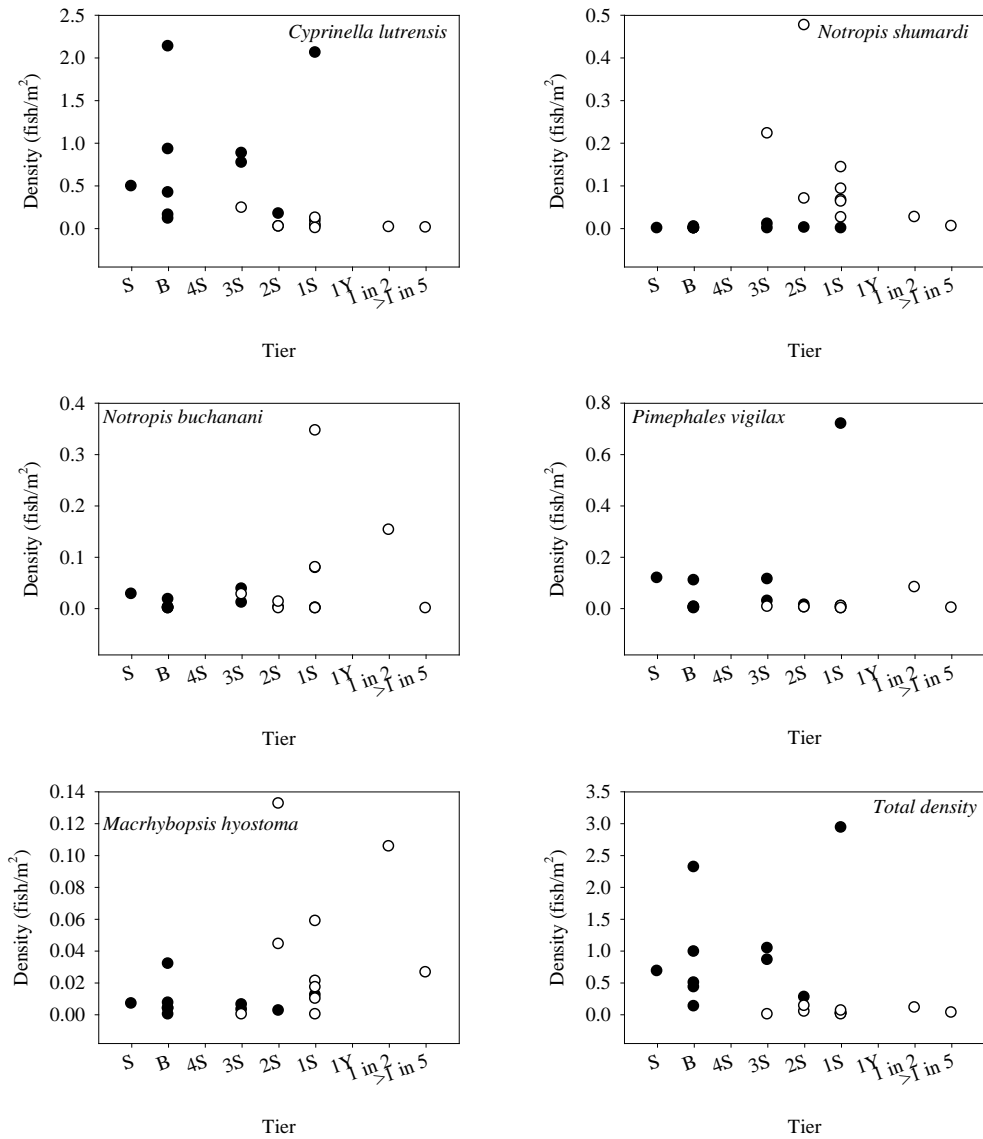 Cyprinella lutrensis
Density (fish/m²)
2.5
2.0
1.5
1.0
0.5
0.0
S B 4S 3S 2S 1S 1Y 1 in 2 >1 in 5
Tier
Notropis shumardi
Density (fish/m²)
0.5
0.4
0.3
0.2
0.1
0.0
S B 4S 3S 2S 1S 1Y 1 in 2 >1 in 5
Tier
Notropis buchanani
Density (fish/m²)
0.4
0.3
0.2
0.1
0.0
S B 4S 3S 2S 1S 1Y 1 in 2 >1 in 5
Tier
Pimephales vigilax
Density (fish/m²)
0.8
0.6
0.4
0.2
0.0
S B 4S 3S 2S 1S 1Y 1 in 2 >1 in 5
Tier
Macrhybopsis hyostoma
Density (fish/m²)
0.14
0.12
0.10
0.08
0.06
0.04
0.02
0.00
S B 4S 3S 2S 1S 1Y 1 in 2 >1 in 5
Tier
Total density
Density (fish/m²)
3.5
3.0
2.5
2.0
1.5
1.0
0.5
0.0
S B 4S 3S 2S 1S 1Y 1 in 2 >1 in 5
Tier